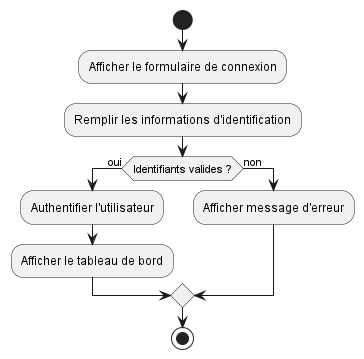 Afficher le formulaire de connexion
Remplir les informations d'identification
oui
Identifiants valides ?
non
Authentifier l'utilisateur
Afficher message d'erreur
Afficher le tableau de bord